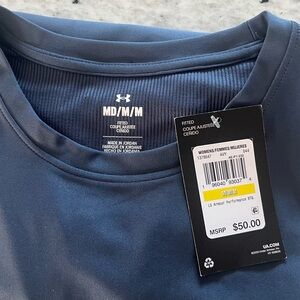 MD/M/M
FITTED
COUPE AJUSTÉE
CEÑIDO
MADE IN JORDAN
FABRIQUÉ EN JORDANIE
HECHO EN JORDANIA
FITTED
COUPE AJUSTÉE
CEÑIDO
WOMENS/FEMMES/MUJERES
MSRP $50.00
UA.COM